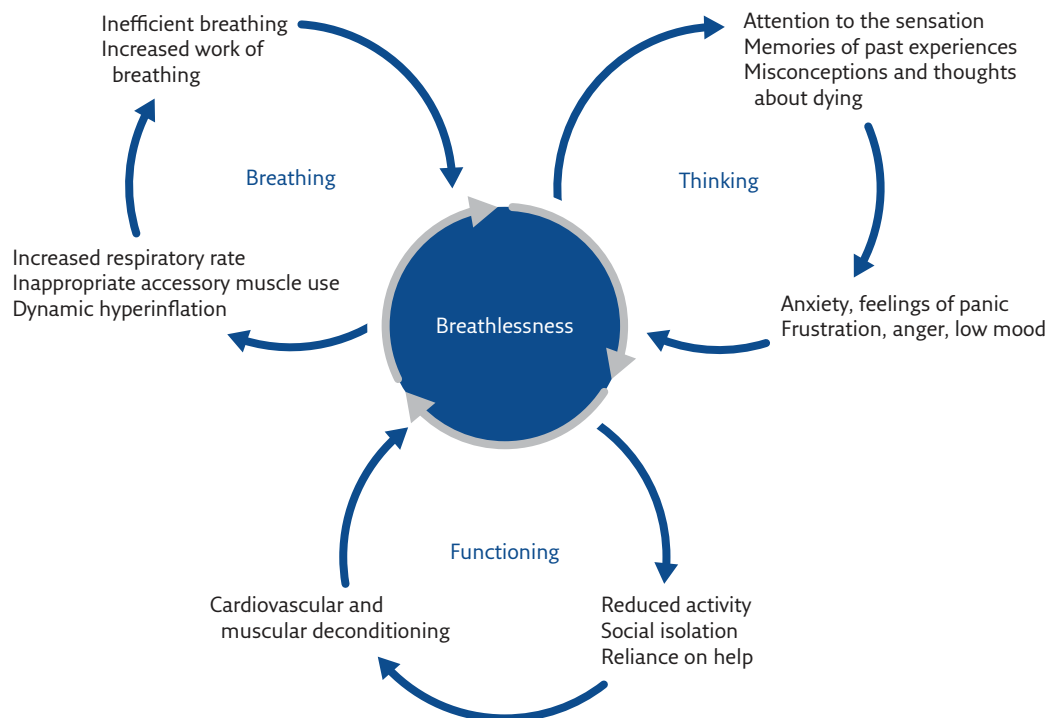 Inefficient breathing
Increased work of
breathing
Breathing
Increased respiratory rate
Inappropriate accessory muscle use
Dynamic hyperinflation
Attention to the sensation
Memories of past experiences
Misconceptions and thoughts
about dying
Thinking
Anxiety, feelings of panic
Frustration, anger, low mood
Breathlessness
Functioning
Cardiovascular and
muscular deconditioning
Reduced activity
Social isolation
Reliance on help